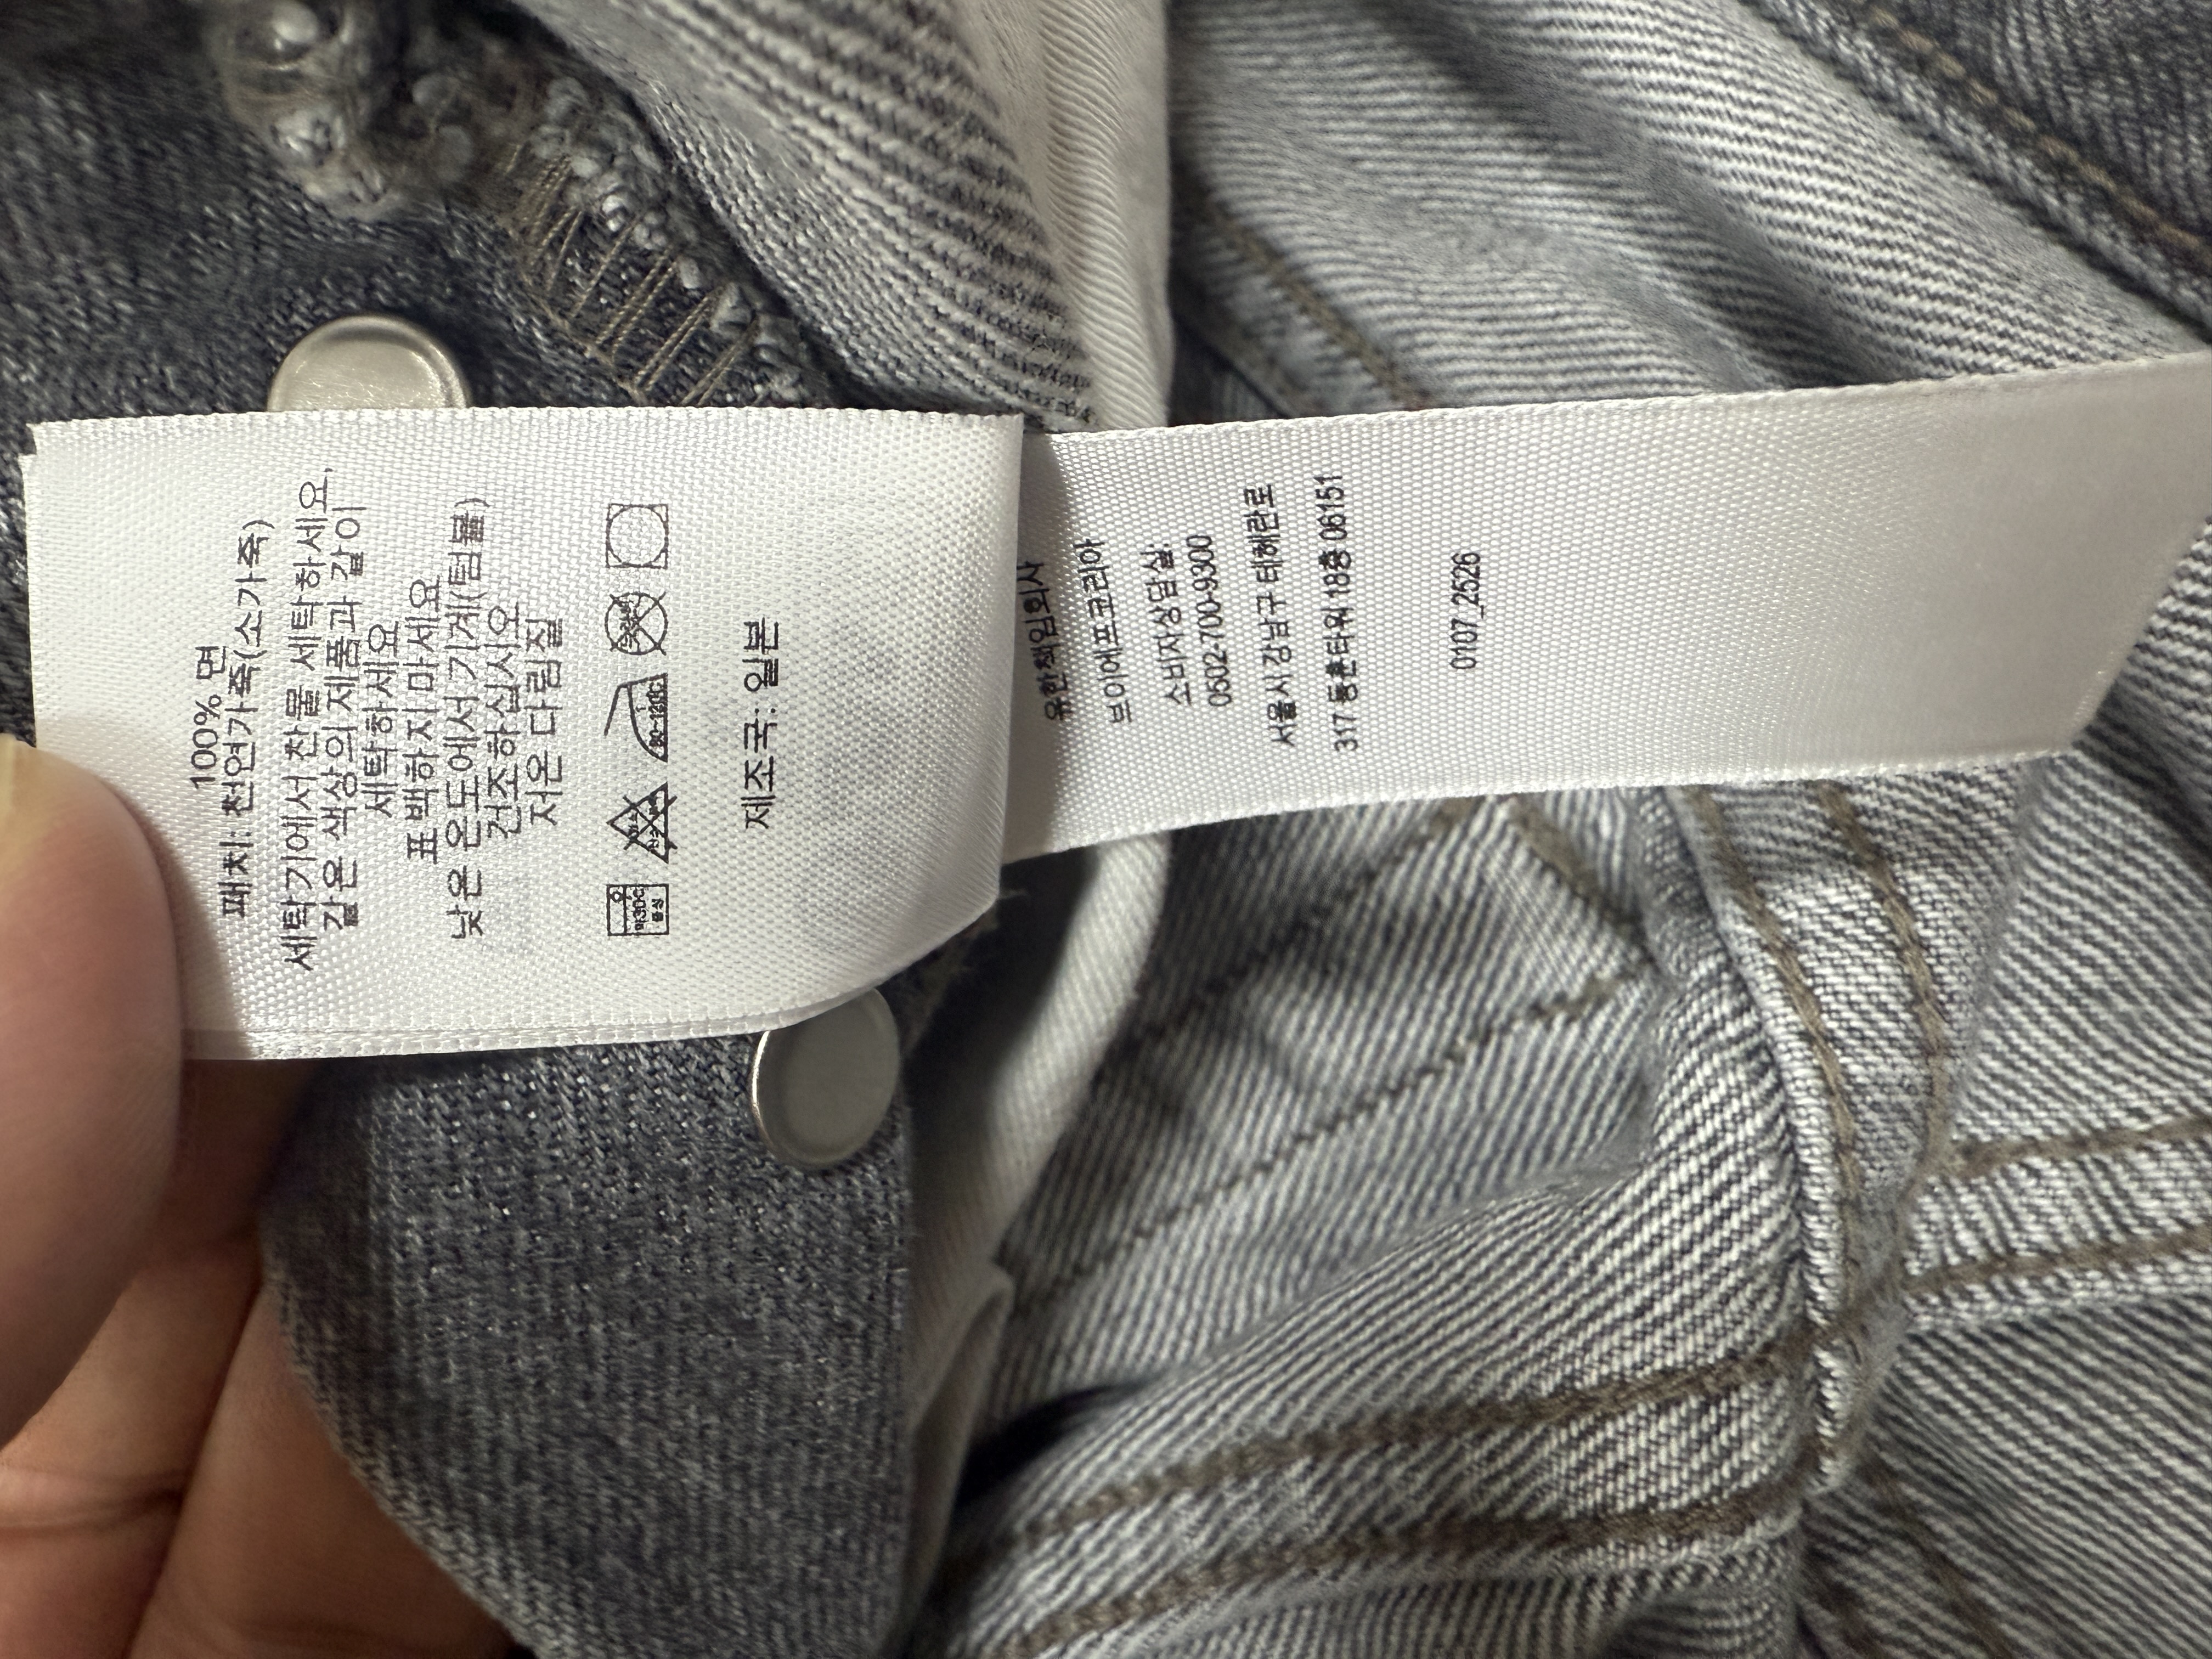 100% 면
패치: 천연가죽(소가죽)
세탁기에서 찬물 세탁하세요,
같은 색상의 제품과 같이
세탁하세요
표백하지 마세요
낮은 온도에서 기계(텀블)
건조하십시오
저온 다림질
80~120℃
제조국: 일본
유한책임회사
브이에프코리아
소비자상담실:
0502-700-9300
서울시 강남구 테헤란로
317 동훈타워 18층 06151
0107_2526